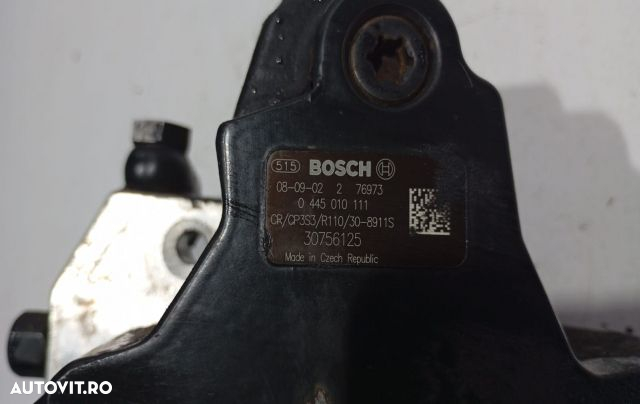 515 BOSCH
08-09-02 2 76973
0 445 010 111
CR/CP3S3/R110/30-8911S
30756125
Made in Czech Republic
AUTOVIT.RO